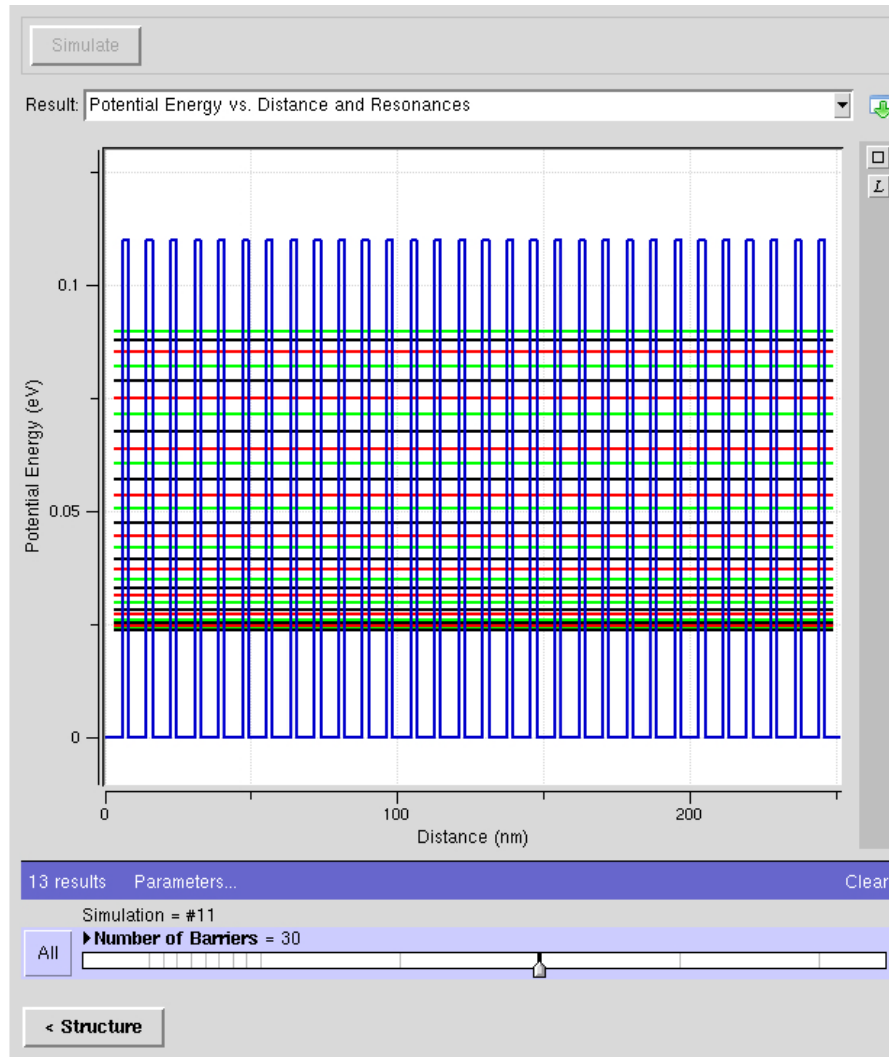 Simulate
Result: Potential Energy vs. Distance and Resonances
L
Potential Energy (eV)
0.1
0.05
0
0 100 200
Distance (nm)
13 results Parameters... Clear
Simulation = #11
All
Number of Barriers = 30
< Structure